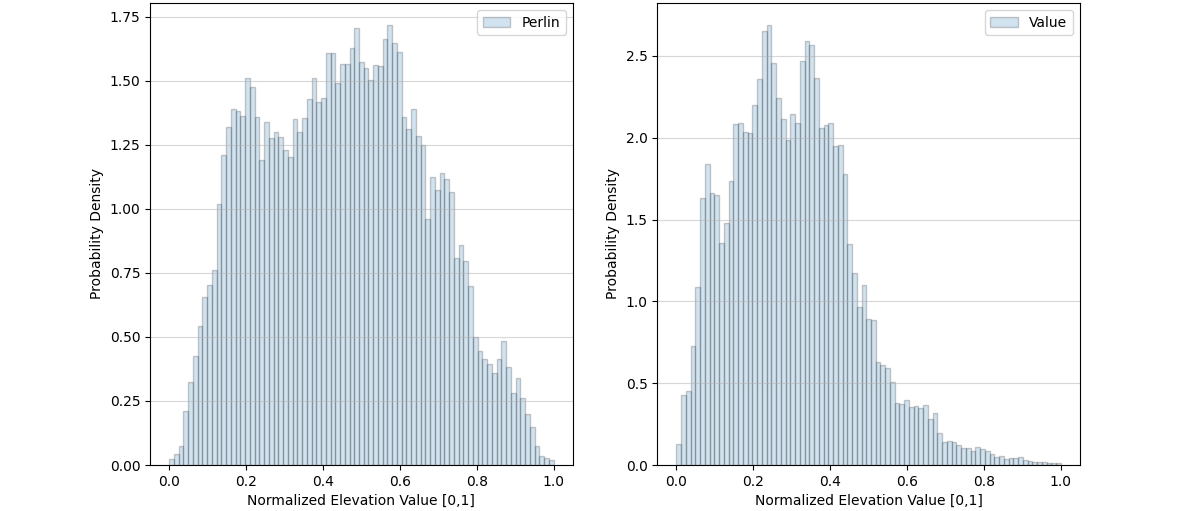 Perlin
1.75
1.50
1.25
1.00
0.75
0.50
0.25
0.00
Probability Density
0.0 0.2 0.4 0.6 0.8 1.0
Normalized Elevation Value [0,1]
Value
2.5
2.0
1.5
1.0
0.5
0.0
Probability Density
0.0 0.2 0.4 0.6 0.8 1.0
Normalized Elevation Value [0,1]